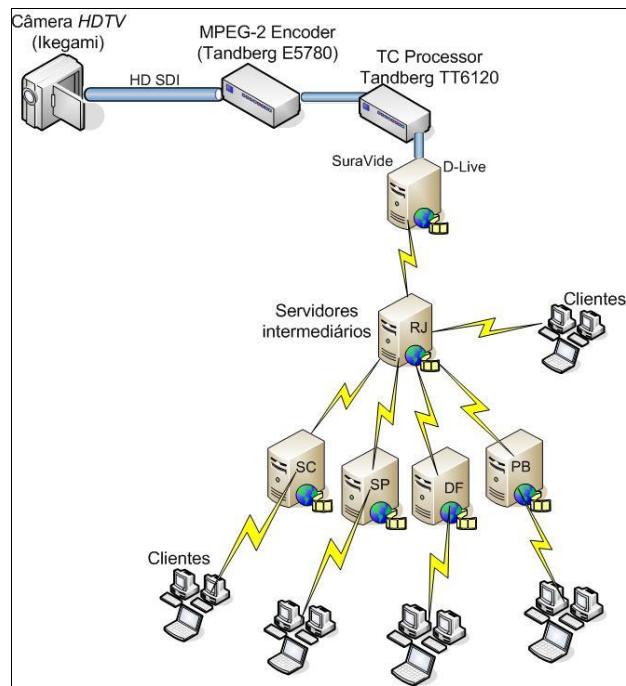 Câmera HDTV
(Ikegami)
MPEG-2 Encoder
(Tandberg E5780)
TC Processor
Tandberg TT6120
HD SDI
SuraVide
D-Live
Servidores
intermediários
RJ
Clientes
SC
SP
DF
PB
Clientes